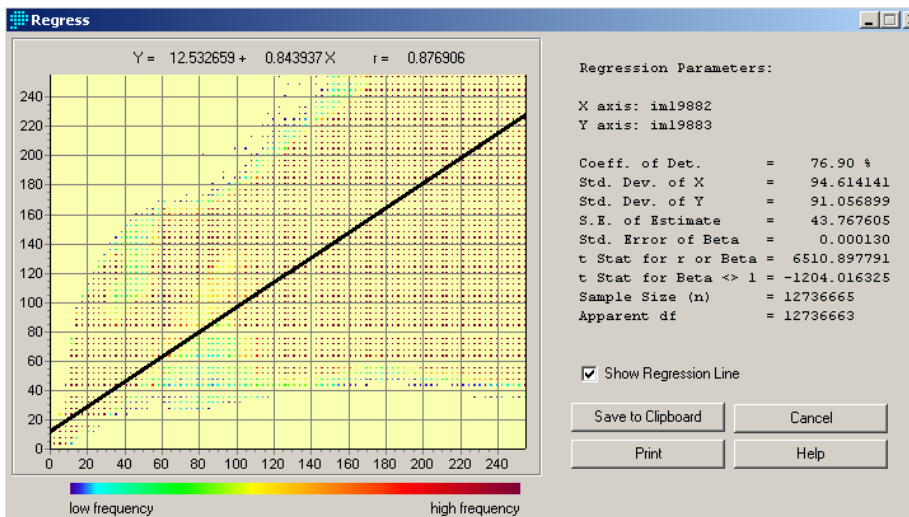 Regress
Y = 12.532659 + 0.843937 X r = 0.876906
240
220
200
180
160
140
120
100
80
60
40
20
0
0 20 40 60 80 100 120 140 160 180 200 220 240
low frequency high frequency
Regression Parameters:
X axis: im19882
Y axis: im19883
Coeff. of Det. = 76.90 %
Std. Dev. of X = 94.614141
Std. Dev. of Y = 91.056899
S.E. of Estimate = 43.767605
Std. Error of Beta = 0.000130
t Stat for r or Beta = 6510.897791
t Stat for Beta <> 1 = -1204.016325
Sample Size (n) = 12736665
Apparent df = 12736663
Show Regression Line
Save to Clipboard Cancel
Print Help